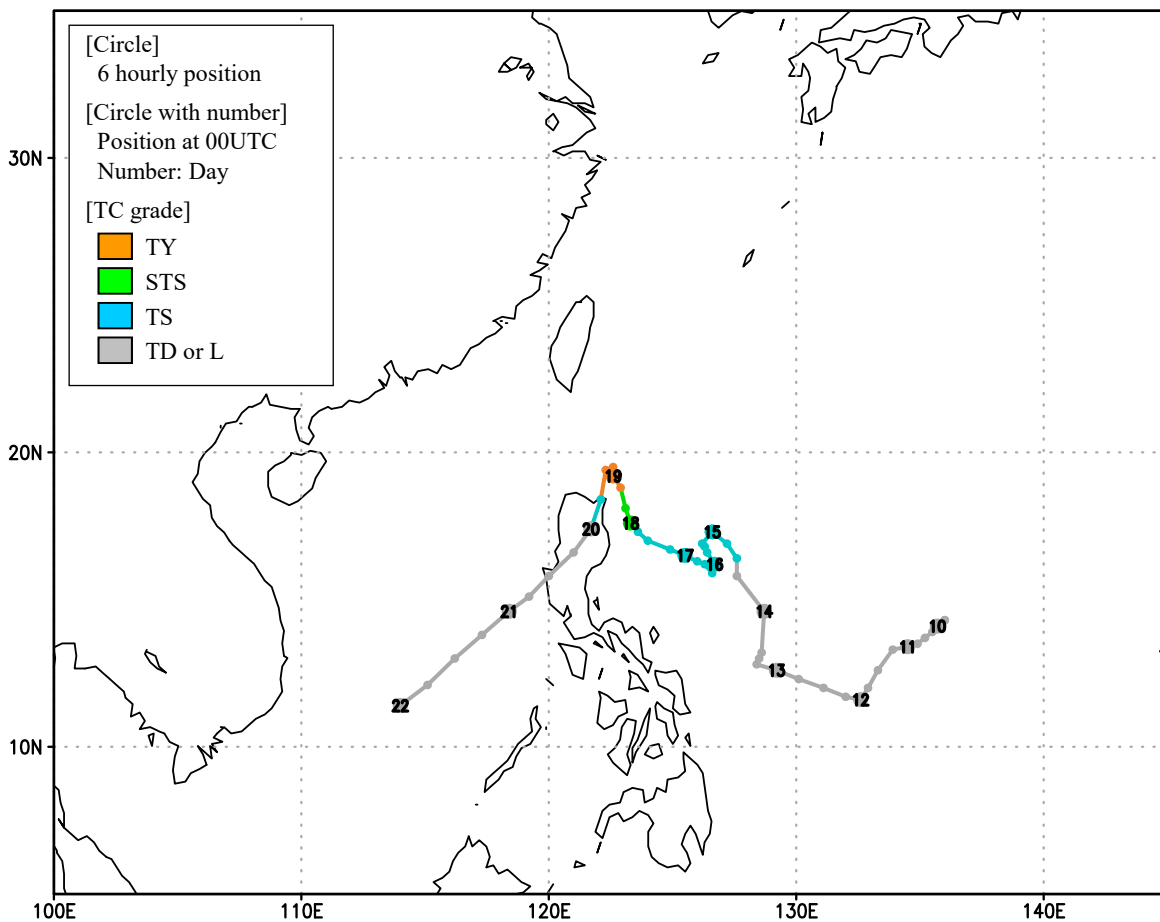 [Circle]
6 hourly position
[Circle with number]
Position at 00UTC
Number: Day
[TC grade]
TY
STS
TS
TD or L
30N
20N
10N
19
18
20
15
17
16
14
21
10
11
13
12
22
100E
110E
120E
130E
140E